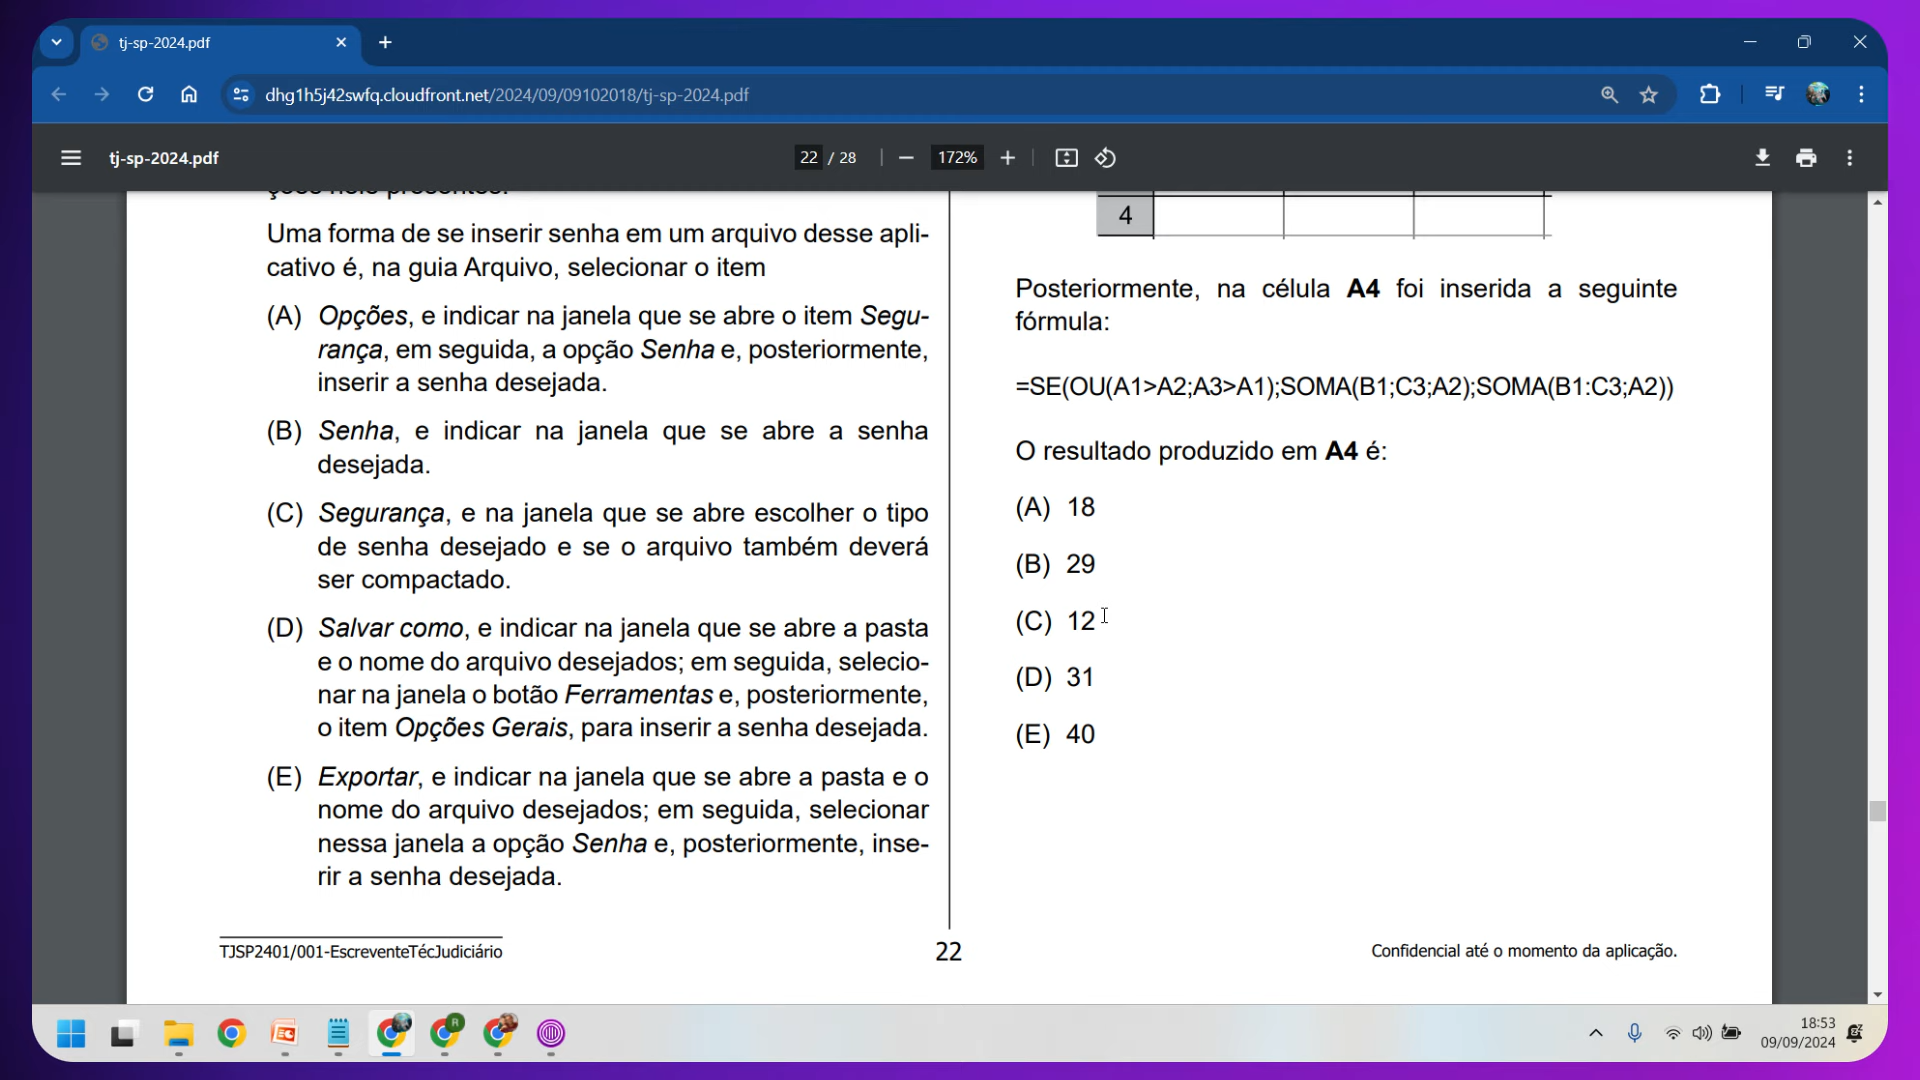 tj-sp-2024.pdf
dhg1h5j42swfq.cloudfront.net/2024/09/09102018/tj-sp-2024.pdf
tj-sp-2024.pdf
22 / 28
172%
Uma forma de se inserir senha em um arquivo desse apli-
cativo é, na guia Arquivo, selecionar o item
(A) Opções, e indicar na janela que se abre o item Segu-
rança, em seguida, a opção Senha e, posteriormente,
inserir a senha desejada.
(B) Senha, e indicar na janela que se abre a senha
desejada.
(C) Segurança, e na janela que se abre escolher o tipo
de senha desejado e se o arquivo também deverá
ser compactado.
(D) Salvar como, e indicar na janela que se abre a pasta
e o nome do arquivo desejados; em seguida, selecio-
nar na janela o botão Ferramentas e, posteriormente,
o item Opções Gerais, para inserir a senha desejada.
(E) Exportar, e indicar na janela que se abre a pasta e o
nome do arquivo desejados; em seguida, selecionar
nessa janela a opção Senha e, posteriormente, inse-
rir a senha desejada.
4
Posteriormente, na célula A4 foi inserida a seguinte
fórmula:
=SE(OU(A1>A2;A3>A1);SOMA(B1;C3;A2);SOMA(B1:C3;A2))
O resultado produzido em A4 é:
(A) 18
(B) 29
(C) 12
(D) 31
(E) 40
TJSP2401/001-EscreventeTécJudiciário
22
Confidencial até o momento da aplicação.
R
18:53
09/09/2024